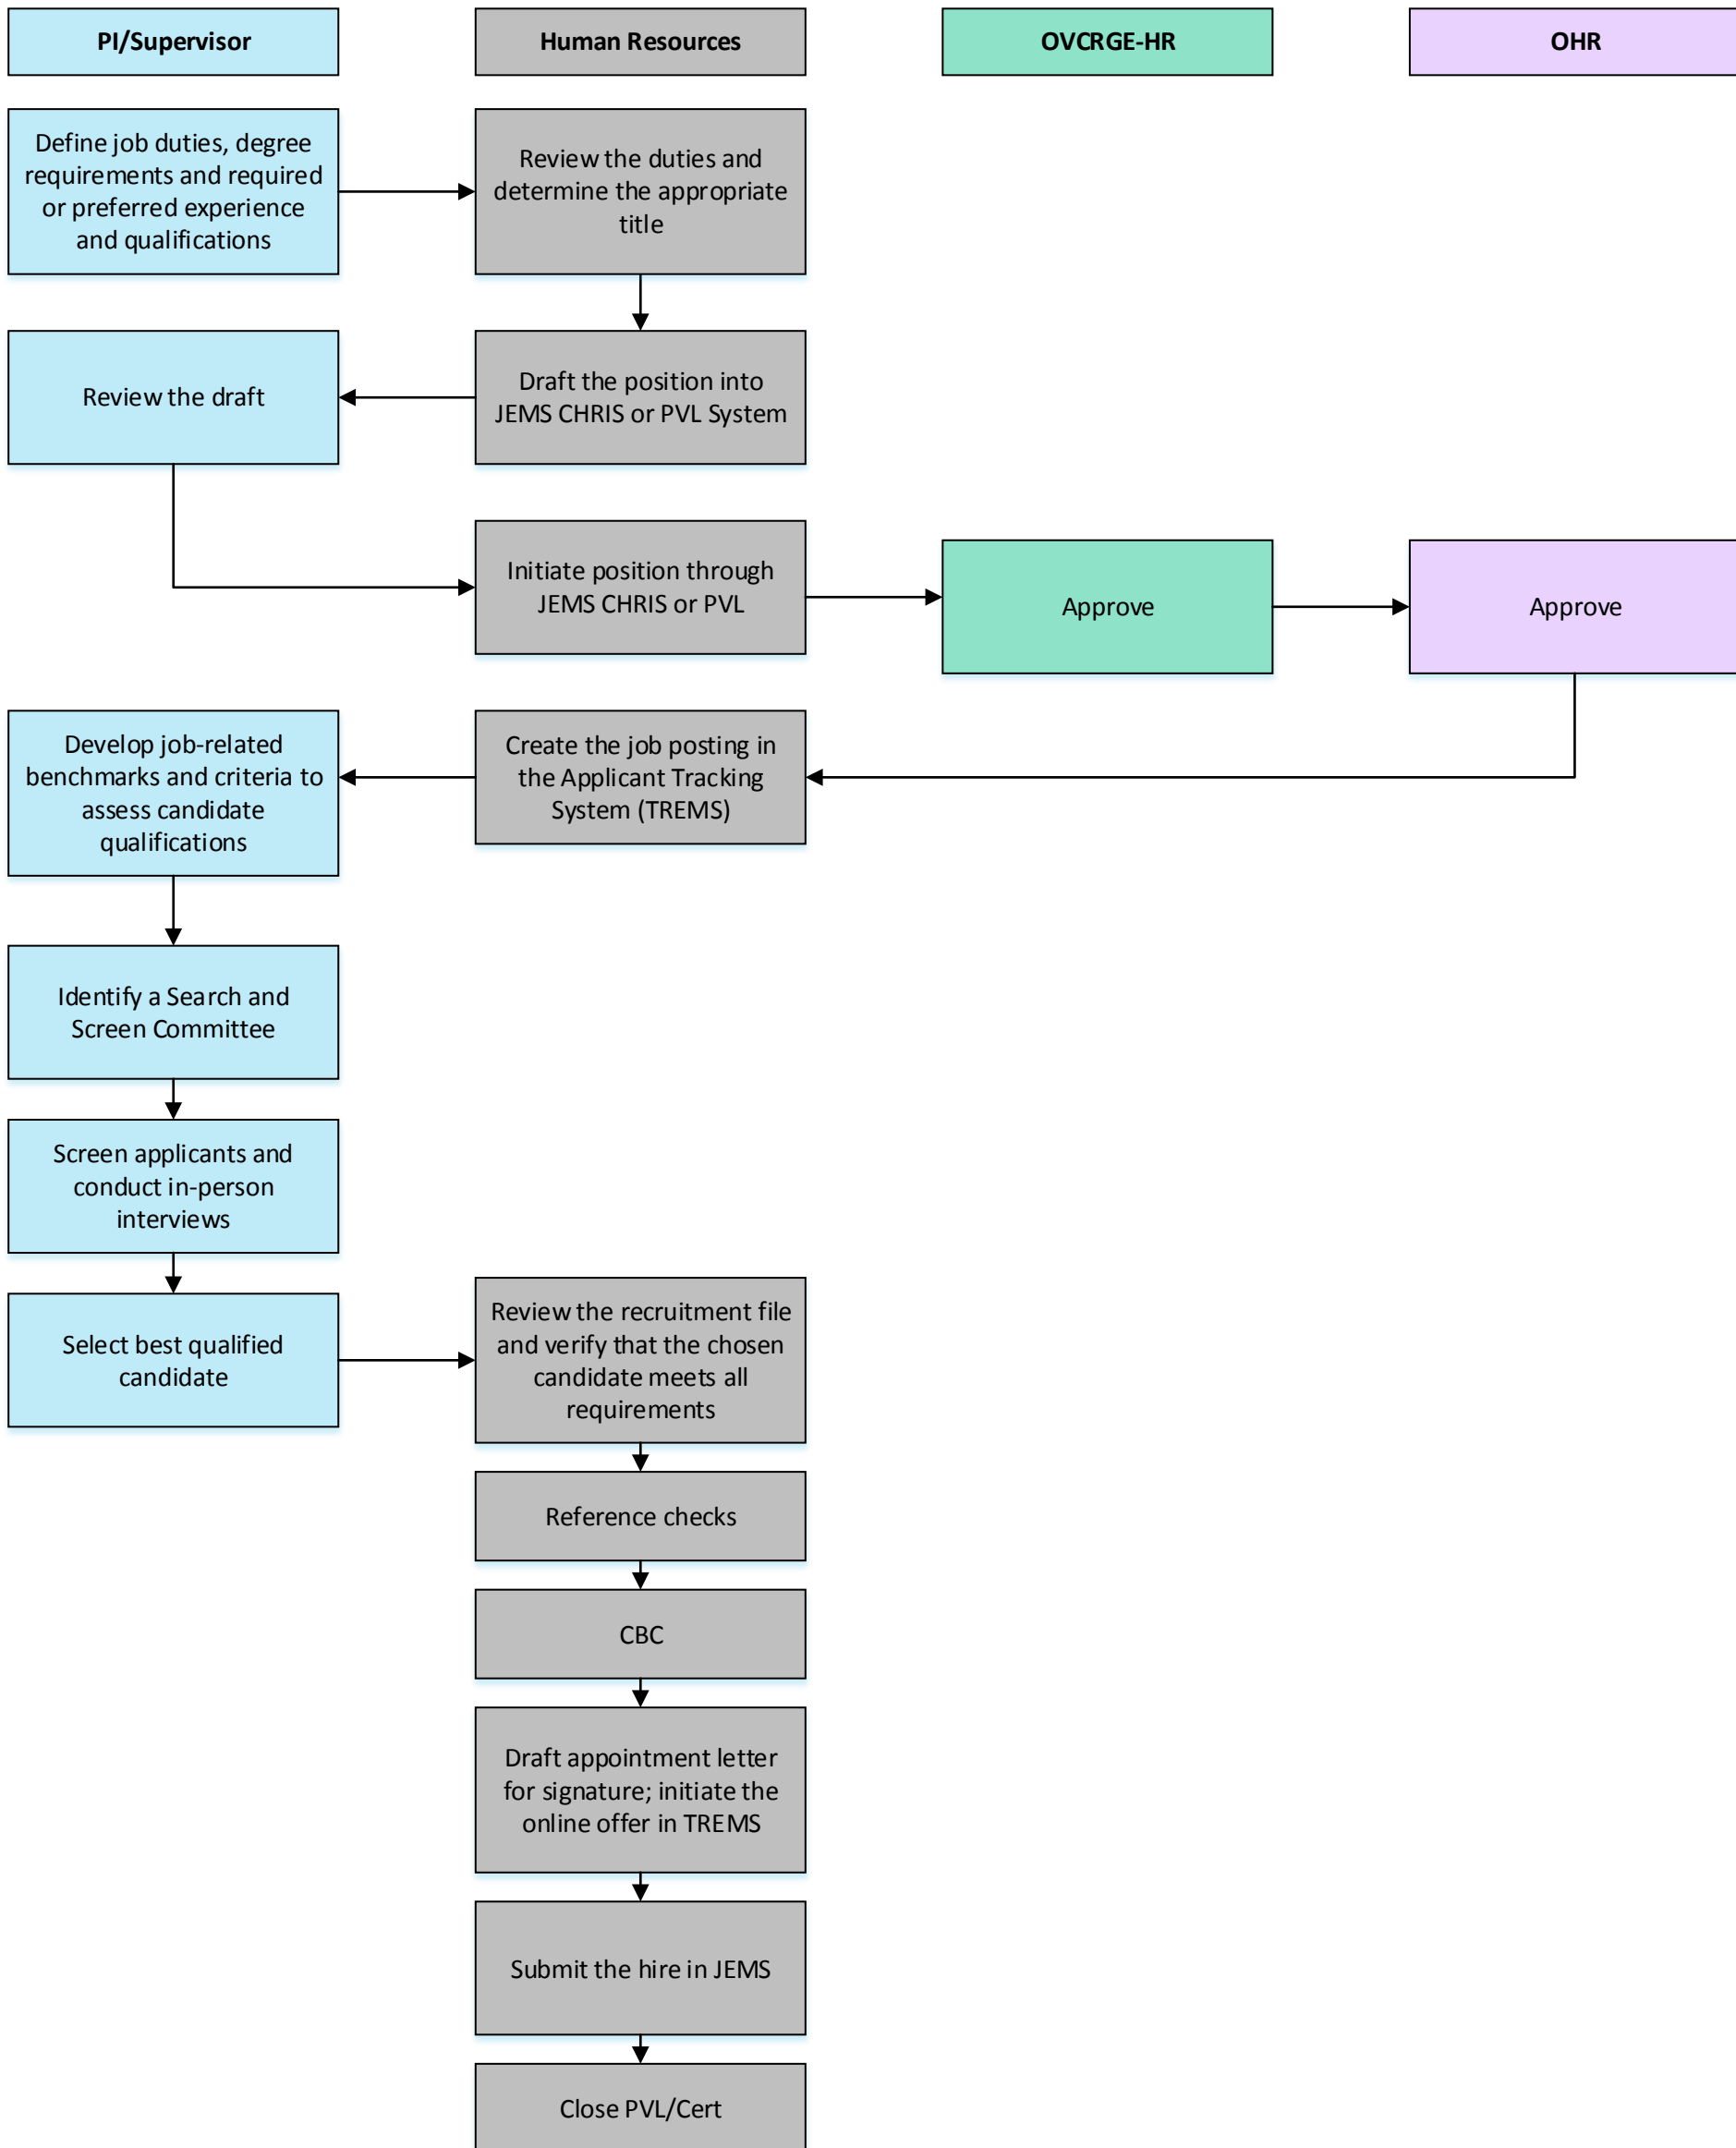 PI/Supervisor
Human Resources
OVCRGE-HR
OHR
Define job duties, degree
requirements and required
or preferred experience
and qualifications
Review the duties and
determine the appropriate
title
Review the draft
Draft the position into
JEMS CHRIS or PVL System
Initiate position through
JEMS CHRIS or PVL
Approve
Approve
Develop job-related
benchmarks and criteria to
assess candidate
qualifications
Create the job posting in
the Applicant Tracking
System (TREMS)
Identify a Search and
Screen Committee
Screen applicants and
conduct in-person
interviews
Select best qualified
candidate
Review the recruitment file
and verify that the chosen
candidate meets all
requirements
Reference checks
CBC
Draft appointment letter
for signature; initiate the
online offer in TREMS
Submit the hire in JEMS
Close PVL/Cert